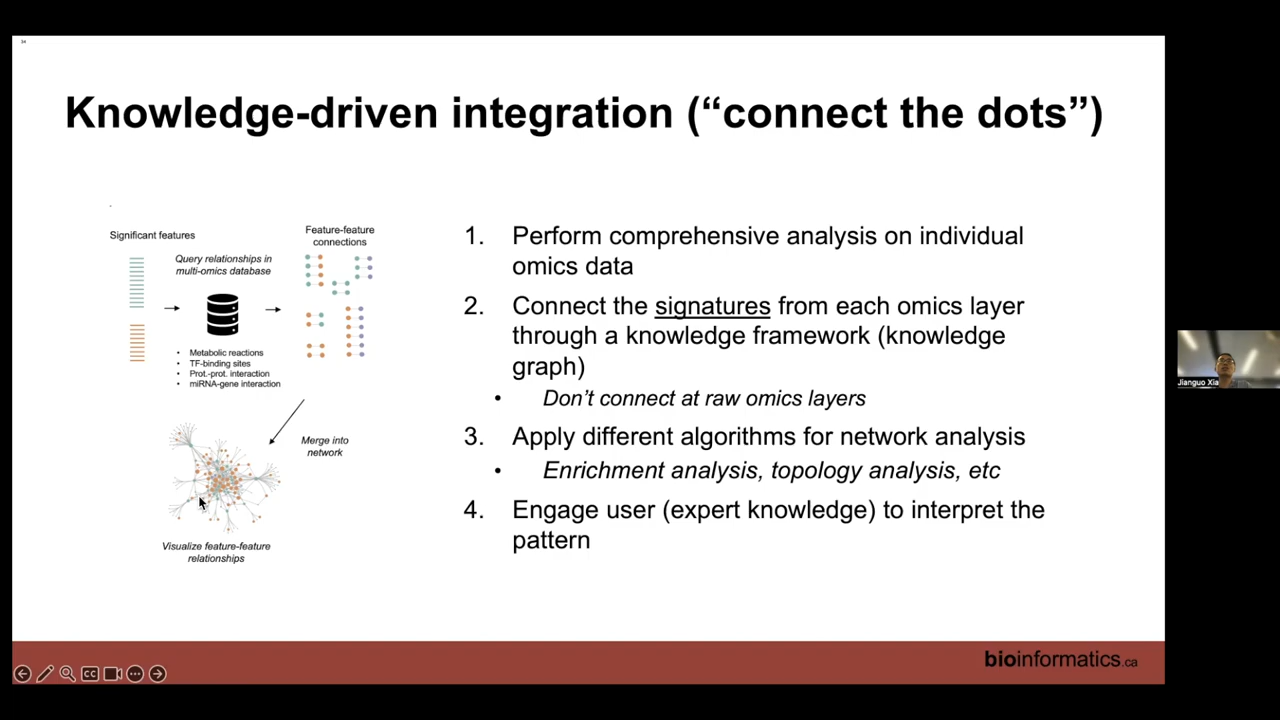 34
Knowledge-driven integration (“connect the dots”)
Significant features
Query relationships in
multi-omics database
Feature-feature
connections
• Metabolic reactions
• TF-binding sites
• Prot.-prot. interaction
• miRNA-gene interaction
Merge into
network
Visualize feature-feature
relationships
1. Perform comprehensive analysis on individual
omics data
2. Connect the signatures from each omics layer
through a knowledge framework (knowledge
graph)
• Don’t connect at raw omics layers
3. Apply different algorithms for network analysis
• Enrichment analysis, topology analysis, etc
4. Engage user (expert knowledge) to interpret the
pattern
Jianguo Xia
CC
bioinformatics.ca